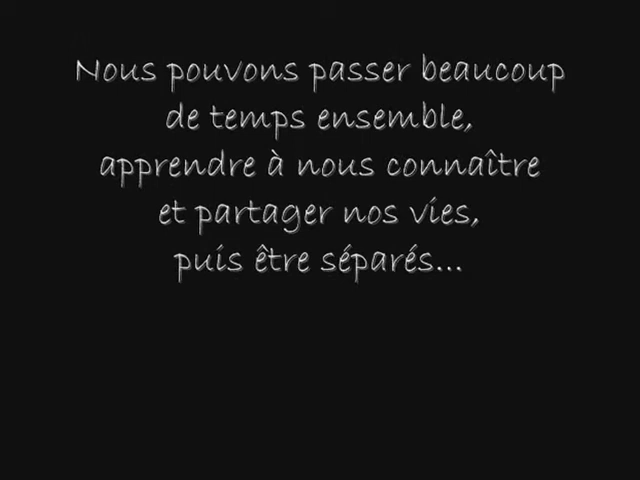 Nous pouvons passer beaucoup
de temps ensemble,
apprendre à nous connaître
et partager nos vies,
puis être séparés...